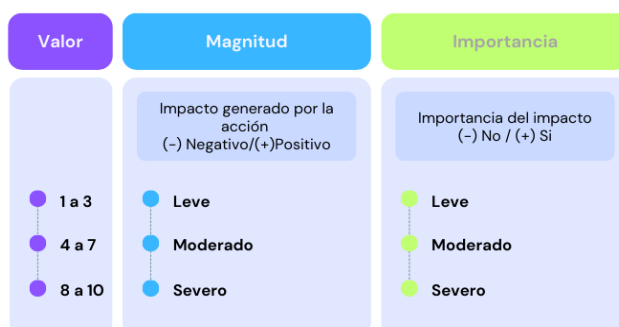 Valor
Magnitud
Importancia
Impacto generado por la
acción
(-) Negativo/(+)Positivo
Importancia del impacto
(-) No / (+) Si
1 a 3
Leve
Leve
4 a 7
Moderado
Moderado
8 a 10
Severo
Severo